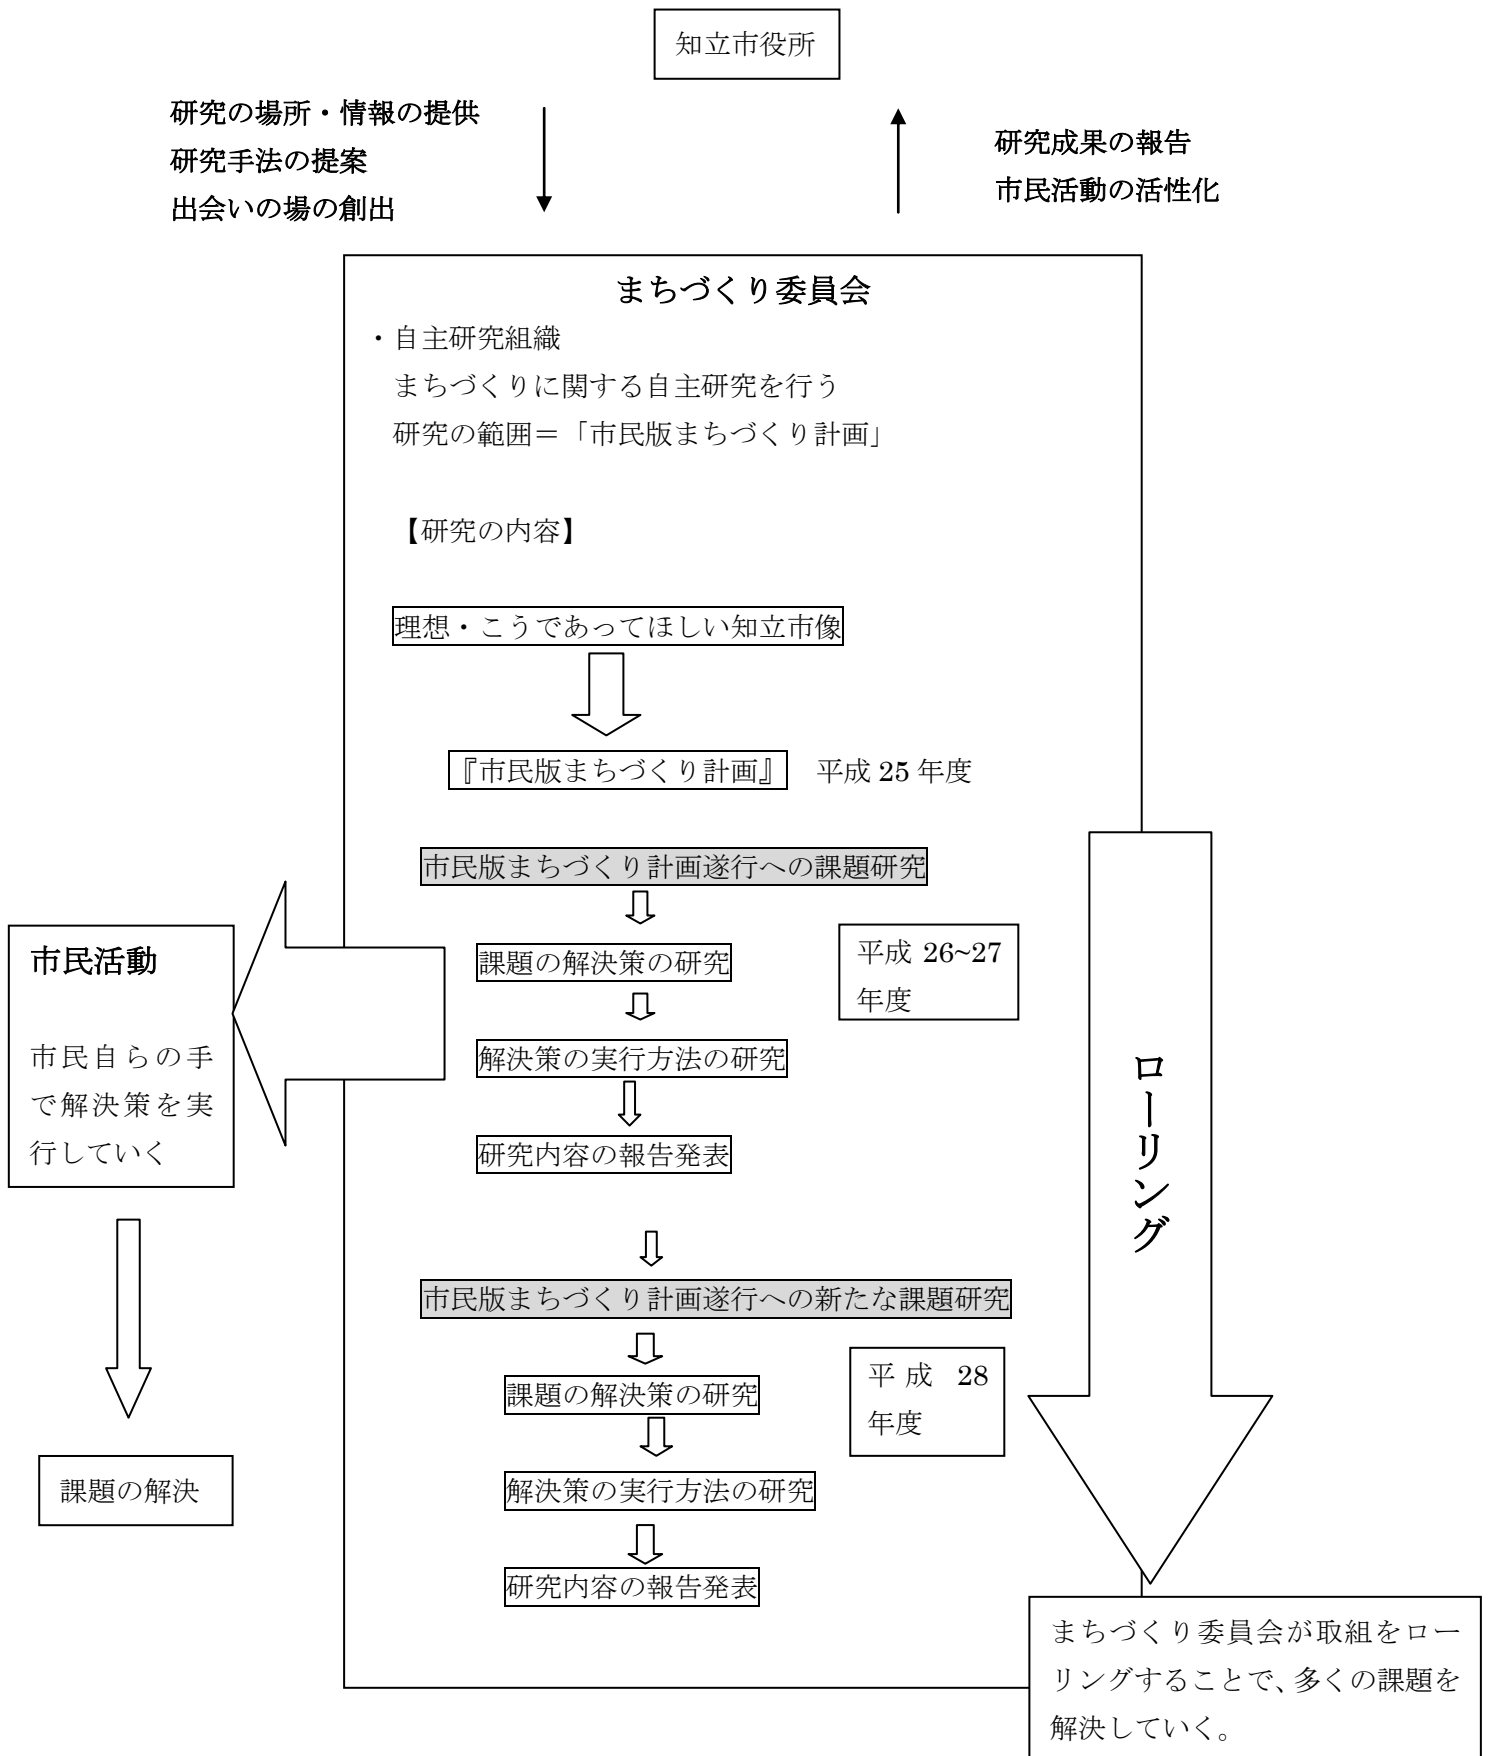 知立市役所
研究の場所・情報の提供
研究手法の提案
出会いの場の創出
研究成果の報告
市民活動の活性化
まちづくり委員会
・自主研究組織
まちづくりに関する自主研究を行う
研究の範囲＝「市民版まちづくり計画」
【研究の内容】
理想・こうであってほしい知立市像
『市民版まちづくり計画』 平成 25 年度
市民版まちづくり計画遂行への課題研究
課題の解決策の研究
平成 26~27
年度
解決策の実行方法の研究
研究内容の報告発表
市民活動
市民自らの手
で解決策を実
行していく
課題の解決
ローリング
市民版まちづくり計画遂行への新たな課題研究
課題の解決策の研究
平成 28
年度
解決策の実行方法の研究
研究内容の報告発表
まちづくり委員会が取組をロー
リングすることで、多くの課題を
解決していく。